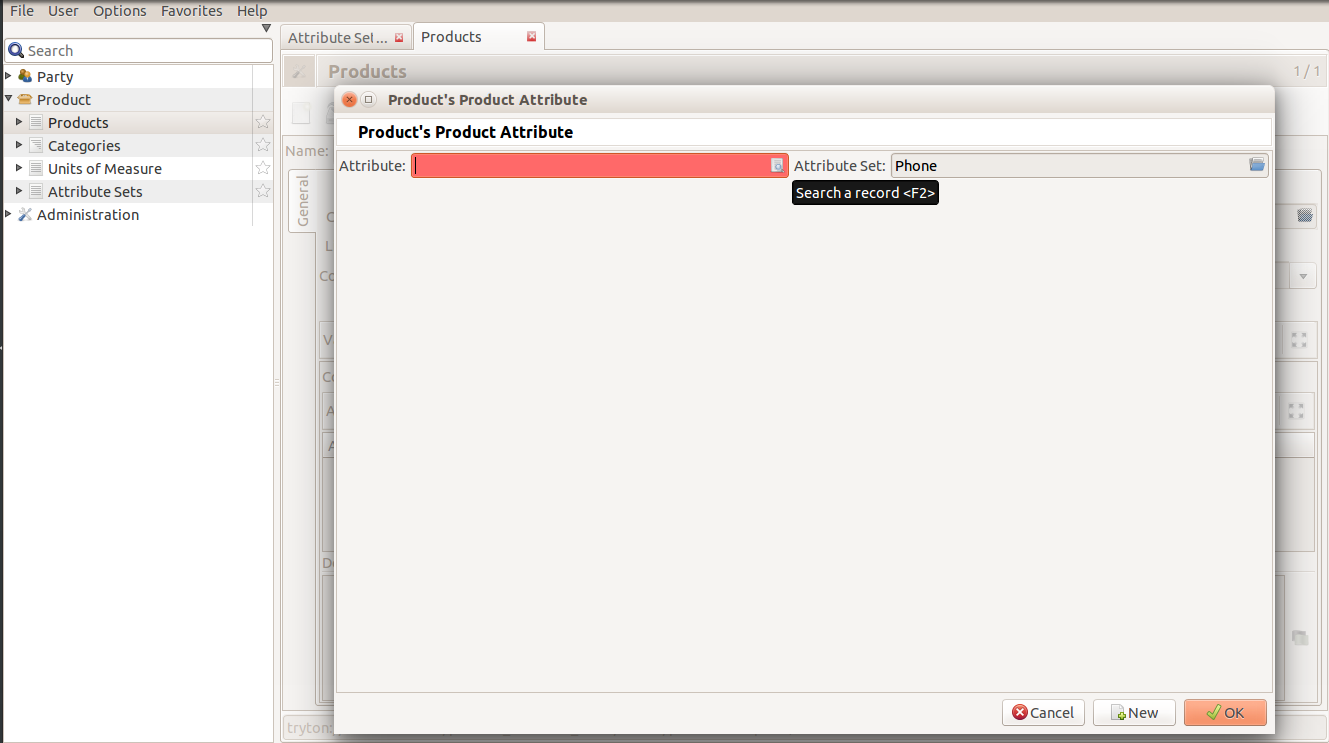 File User Options Favorites Help
Attribute Set ... Products
Search
Products 1 / 1
Party
Product
Products
Categories
Units of Measure
Attribute Sets
Administration
Product's Product Attribute
Product's Product Attribute
Name:
Attribute: Attribute Set: Phone
Search a record <F2>
General
Cancel New OK